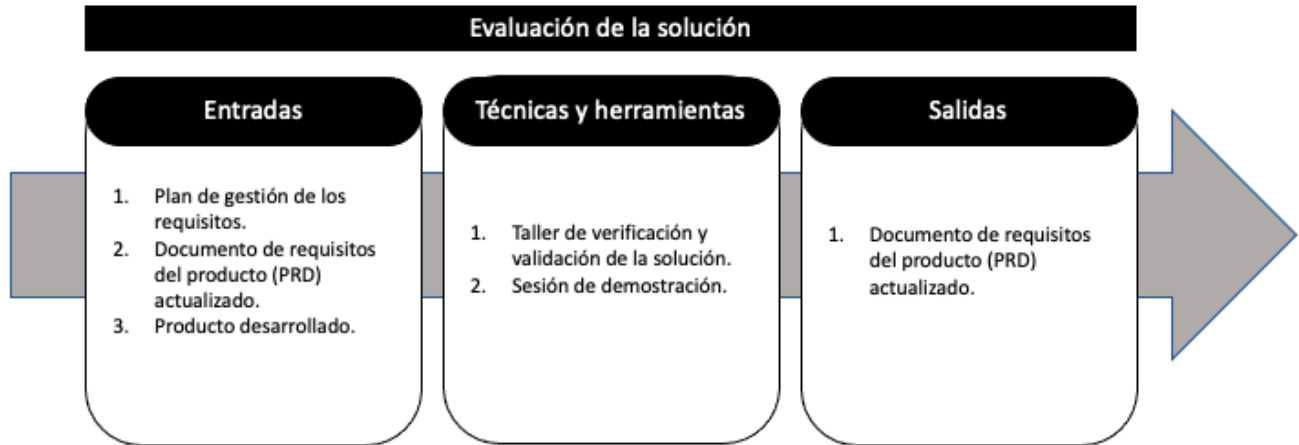 Evaluación de la solución
Entradas
1. Plan de gestión de los
requisitos.
2. Documento de requisitos
del producto (PRD)
actualizado.
3. Producto desarrollado.
Técnicas y herramientas
1. Taller de verificación y
validación de la solución.
2. Sesión de demostración.
Salidas
1. Documento de requisitos
del producto (PRD)
actualizado.